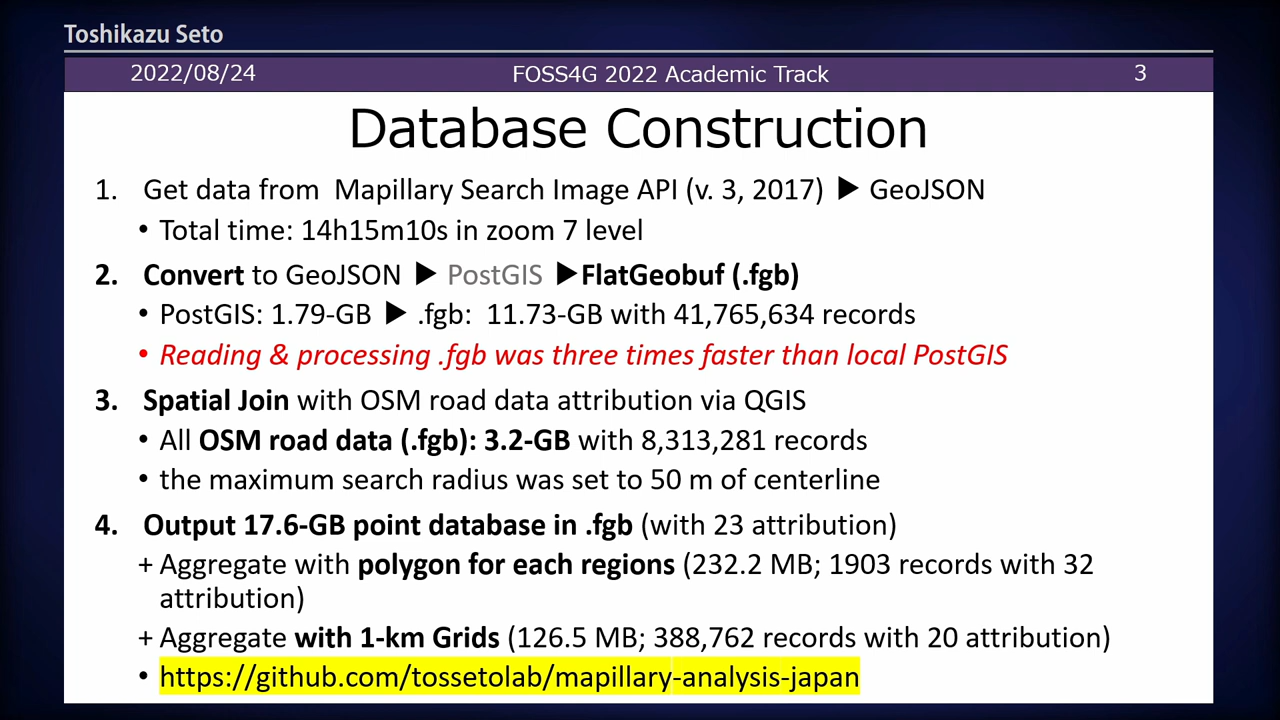 Toshikazu Seto
2022/08/24 FOSS4G 2022 Academic Track 3
Database Construction
1. Get data from Mapillary Search Image API (v. 3, 2017) ▶ GeoJSON
• Total time: 14h15m10s in zoom 7 level
2. Convert to GeoJSON ▶ PostGIS ▶FlatGeobuf (.fgb)
• PostGIS: 1.79-GB ▶ .fgb: 11.73-GB with 41,765,634 records
• Reading & processing .fgb was three times faster than local PostGIS
3. Spatial Join with OSM road data attribution via QGIS
• All OSM road data (.fgb): 3.2-GB with 8,313,281 records
• the maximum search radius was set to 50 m of centerline
4. Output 17.6-GB point database in .fgb (with 23 attribution)
+ Aggregate with polygon for each regions (232.2 MB; 1903 records with 32
attribution)
+ Aggregate with 1-km Grids (126.5 MB; 388,762 records with 20 attribution)
• https://github.com/tossetolab/mapillary-analysis-japan